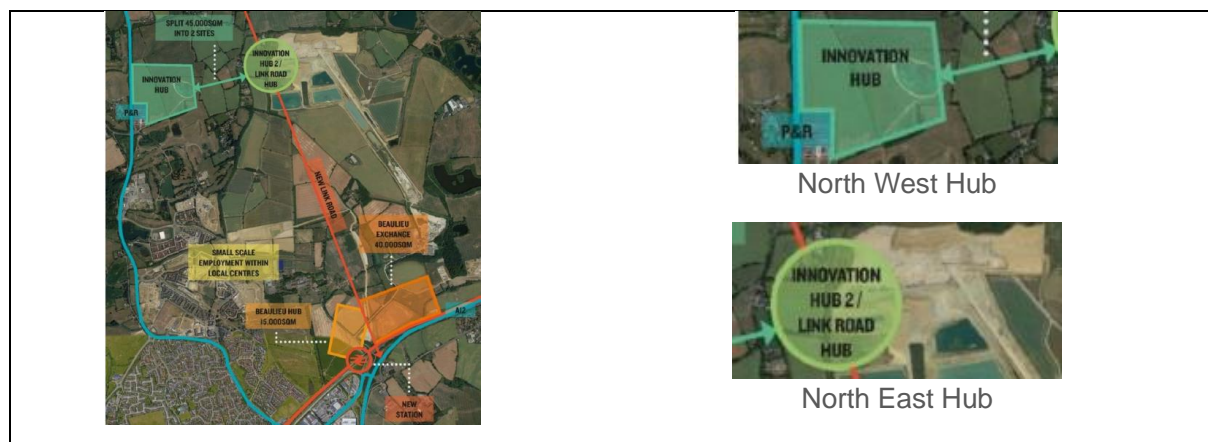 SPLIT 45,000SQM
INTO 2 SITES
INNOVATION
HUB 2 /
LINK ROAD
HUB
INNOVATION
HUB
P&R
NEW LINK ROAD
BEAULIEU
EXCHANGE
40,000SQM
SMALL SCALE
EMPLOYMENT WITHIN
LOCAL CENTRES
BEAULIEU HUB
15,000SQM
A12
NEW
STATION
INNOVATION
HUB
P&R
North West Hub
INNOVATION
HUB 2 /
LINK ROAD
HUB
North East Hub